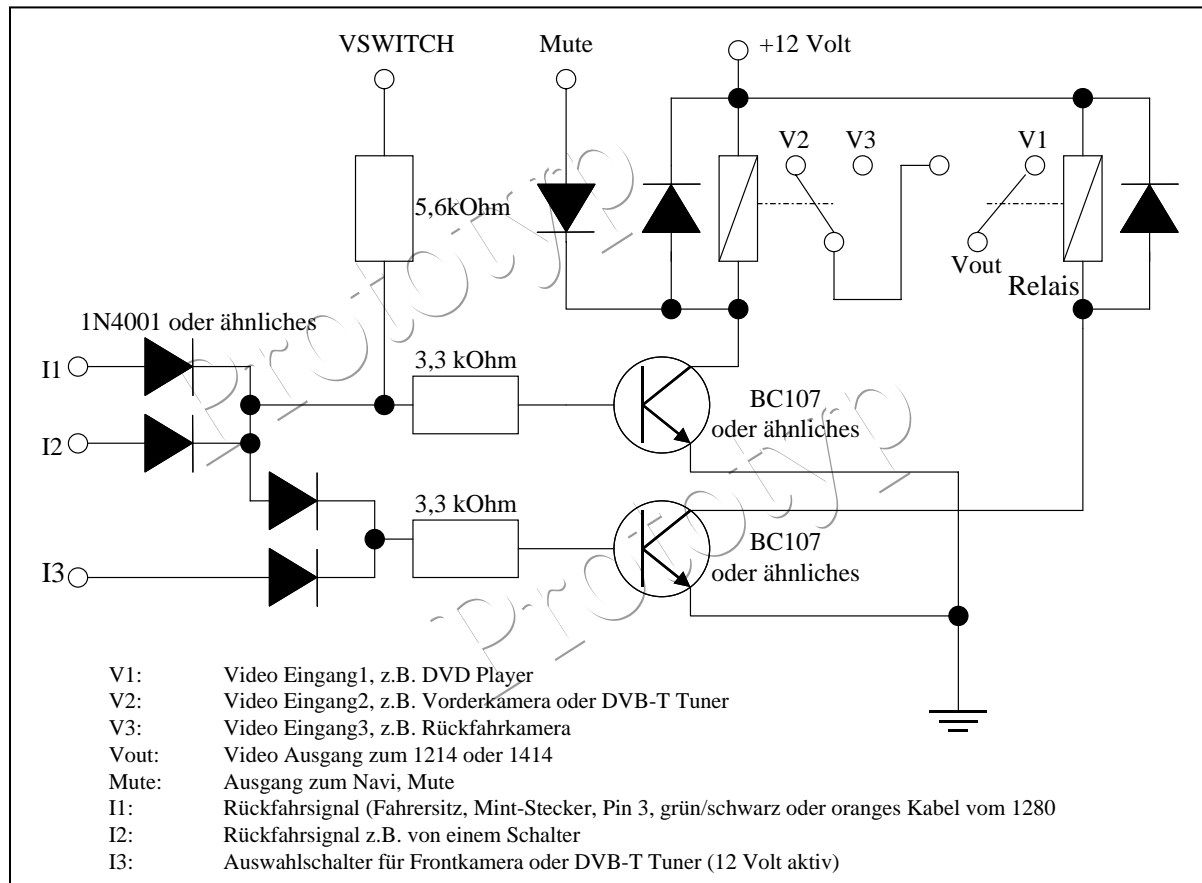 VSWITCH
Mute
+12 Volt
V2
V3
V1
5,6kOhm
Vout
Relais
1N4001 oder ähnliches
I1
3,3 kOhm
BC107
oder ähnliches
I2
3,3 kOhm
BC107
oder ähnliches
I3
Prototyp
Prototyp
V1: Video Eingang1, z.B. DVD Player
V2: Video Eingang2, z.B. Vorderkamera oder DVB-T Tuner
V3: Video Eingang3, z.B. Rückfahrkamera
Vout: Video Ausgang zum 1214 oder 1414
Mute: Ausgang zum Navi, Mute
I1: Rückfahrsignal (Fahrersitz, Mint-Stecker, Pin 3, grün/schwarz oder oranges Kabel vom 1280
I2: Rückfahrsignal z.B. von einem Schalter
I3: Auswahlschalter für Frontkamera oder DVB-T Tuner (12 Volt aktiv)